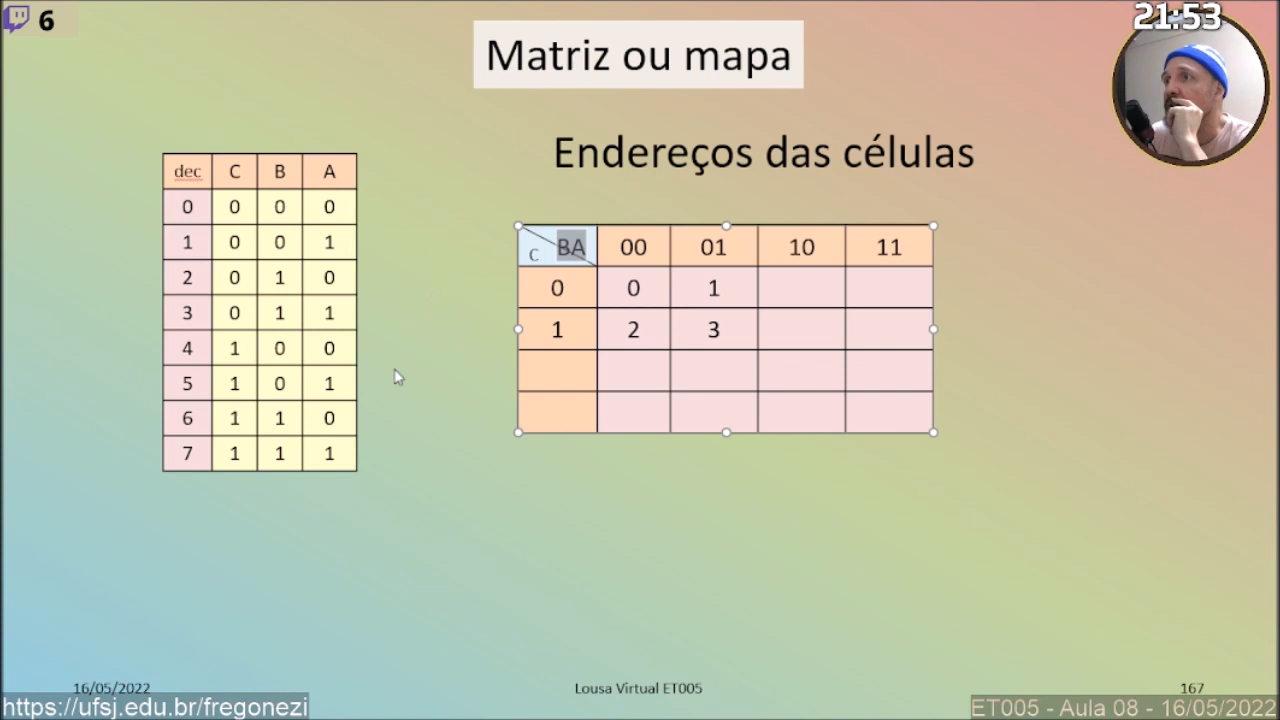 6
21:53
Matriz ou mapa
Endereços das células
dec C B A
0 0 0 0
1 0 0 1
2 0 1 0
3 0 1 1
4 1 0 0
5 1 0 1
6 1 1 0
7 1 1 1
C BA 00 01 10 11
0 0 1
1 2 3
16/05/2022 Lousa Virtual ET005 167
https://ufsj.edu.br/fregonezi ET005 - Aula 08 - 16/05/2022